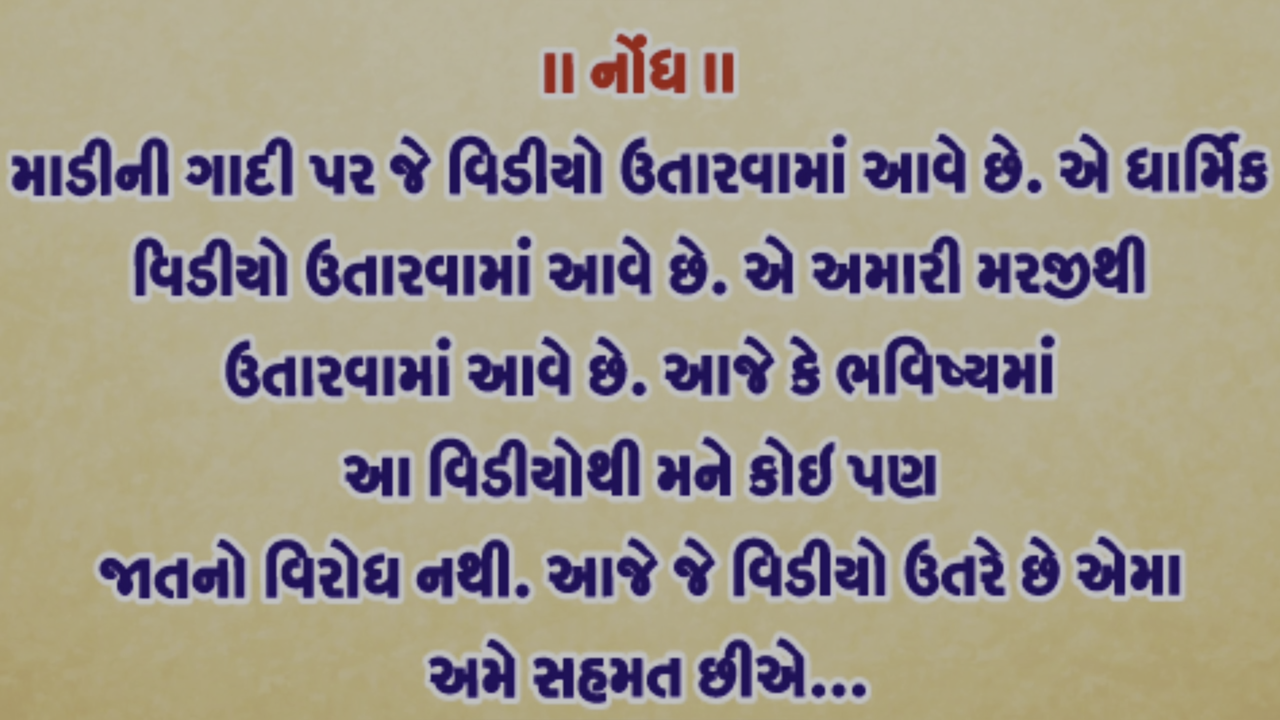 ॥ નોંધ ॥
માડીની ગાદી પર જે વિડીયો ઉતારવામાં આવે છે. એ ધાર્મિક
વિડીયો ઉતારવામાં આવે છે. એ અમારી મરજીથી
ઉતારવામાં આવે છે. આજે કે ભવિષ્યમાં
આ વિડીયોથી મને કોઇ પણ
જાતનો વિરોધ નથી. આજે જે વિડીયો ઉતરે છે એમા
અમે સહમત છીએ...